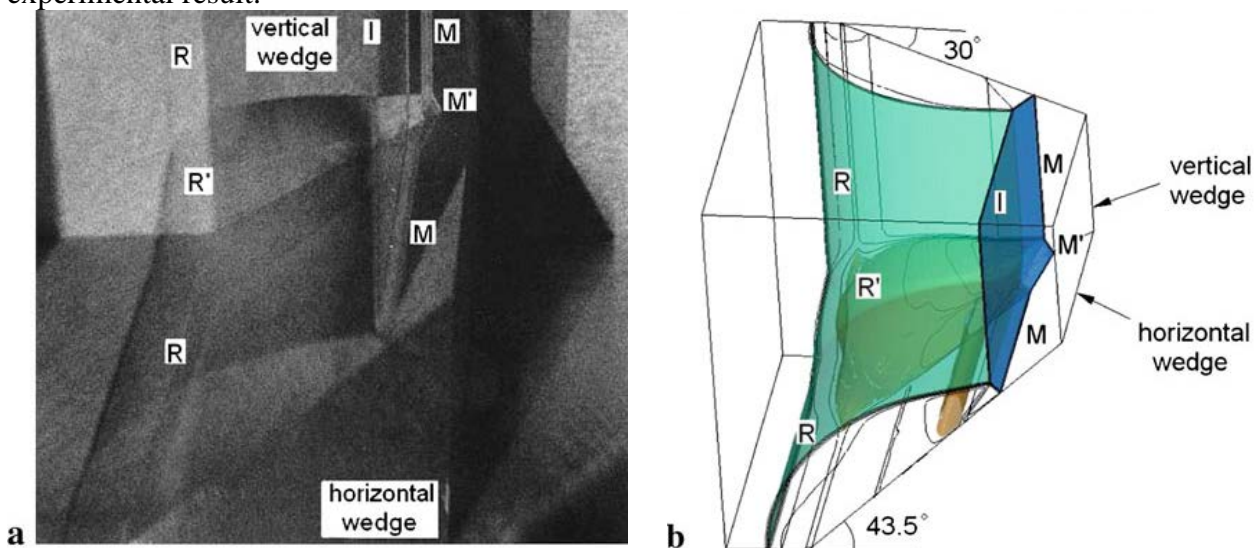 experimental result.
vertical
wedge
R
I
M
M'
R'
M
R
horizontal
wedge
a
30°
R
I
M
vertical
wedge
M'
R'
M
horizontal
wedge
R
43.5°
b